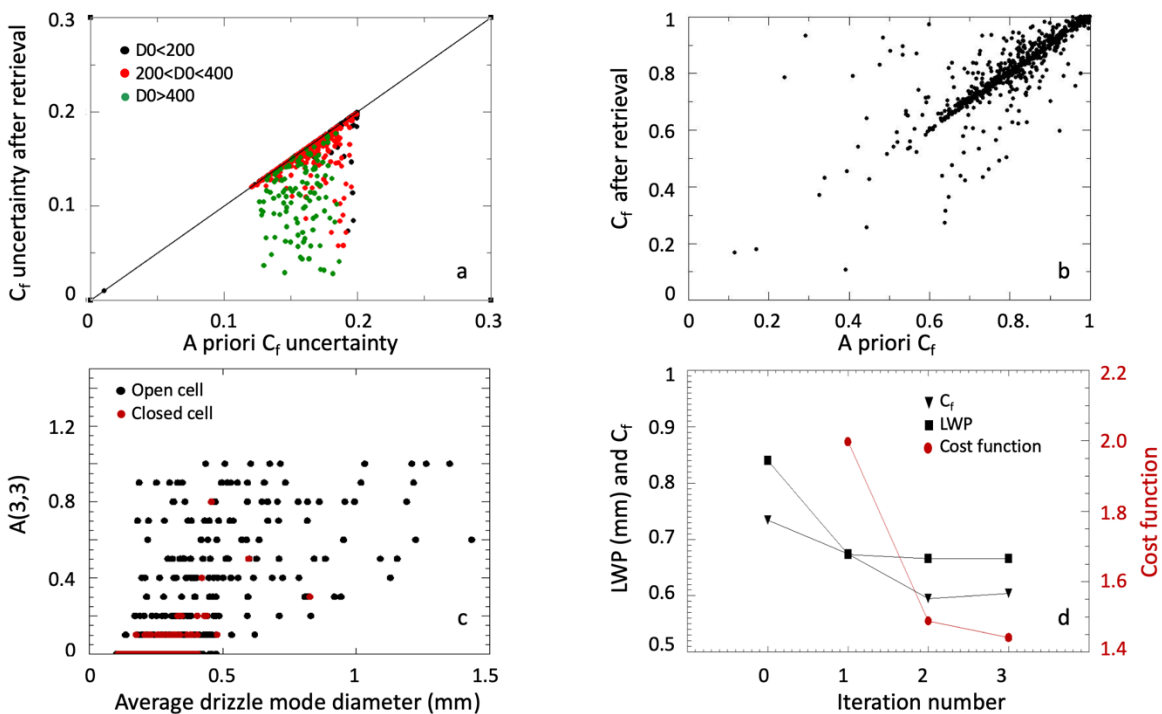 0.3
0.2
0.1
0
C_f uncertainty after retrieval
D0<200
200<D0<400
D0>400
a
0
0.1
0.2
0.3
A priori C_f uncertainty
1
0.8
0.6
0.4
0.2
0
C_f after retrieval
b
0
0.2
0.4
0.6
0.8.
1
A priori C_f
1.2
0.8
0.4
0
A(3,3)
Open cell
Closed cell
c
0
0.5
1
1.5
Average drizzle mode diameter (mm)
1
0.9
0.8
0.7
0.6
0.5
LWP (mm) and C_f
C_f
LWP
Cost function
d
2.2
2.0
1.8
1.6
1.4
Cost function
0
1
2
3
Iteration number